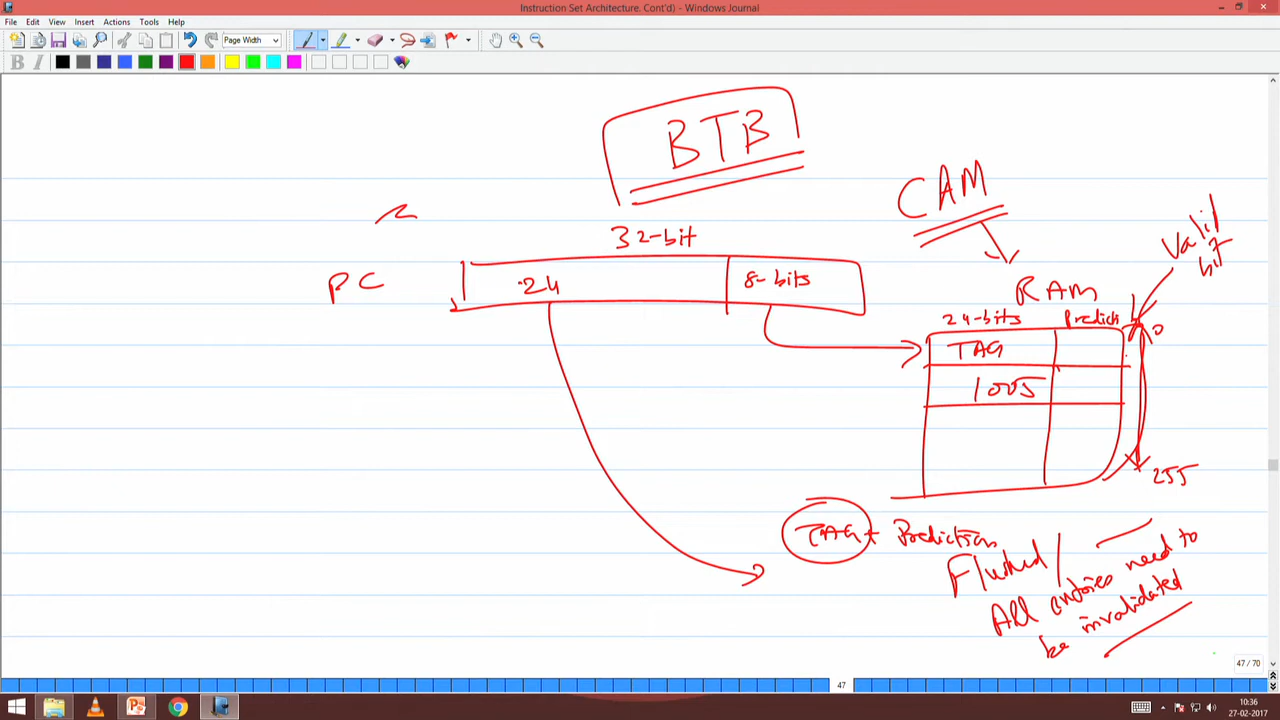 Instruction Set Architecture. Cont'd) - Windows Journal
File Edit View Insert Actions Tools Help
Page Width
B I
BTB
CAM
Valid
bit
32-bit
PC
24
8-bits
RAM
24-bits
Predict
TAG
0
1005
255
TAG + Prediction
Flushed /
All entries need to
be invalidated
47 / 70
47
10:36
27-02-2017